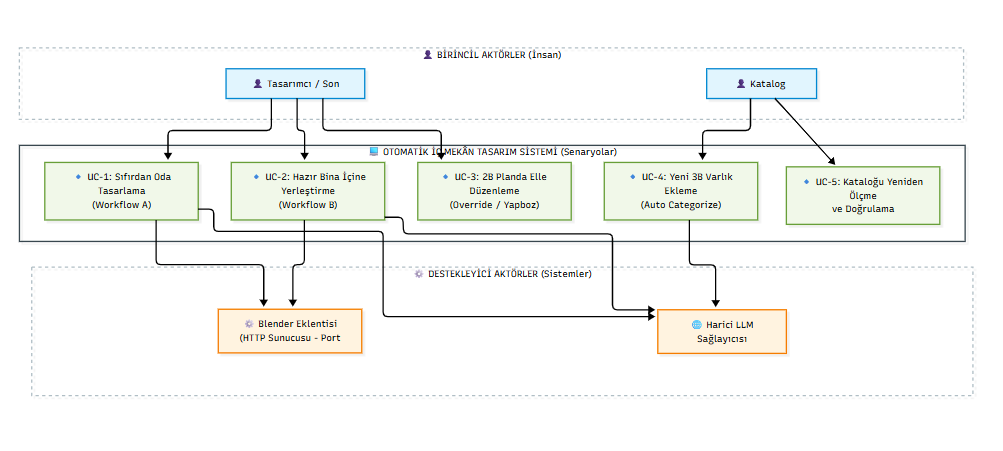 👤 BİRİNCİL AKTÖRLER (İnsan)
👤 Tasarımcı / Son
👤 Katalog
OTOMATİK İÇ MEKÂN TASARIM SİSTEMİ (Senaryolar)
🔹 UC-1: Sıfırdan Oda
Tasarlama
(Workflow A)
🔹 UC-2: Hazır Bina İçine
Yerleştirme
(Workflow B)
🔹 UC-3: 2B Planda Elle
Düzenleme
(Override / Yapboz)
🔹 UC-4: Yeni 3B Varlık
Ekleme
(Auto Categorize)
🔹 UC-5: Kataloğu Yeniden
Ölçme
ve Doğrulama
⚙️ DESTEKLEYİCİ AKTÖRLER (Sistemler)
⚙️ Blender Eklentisi
(HTTP Sunucusu - Port
🌐 Harici LLM
Sağlayıcısı